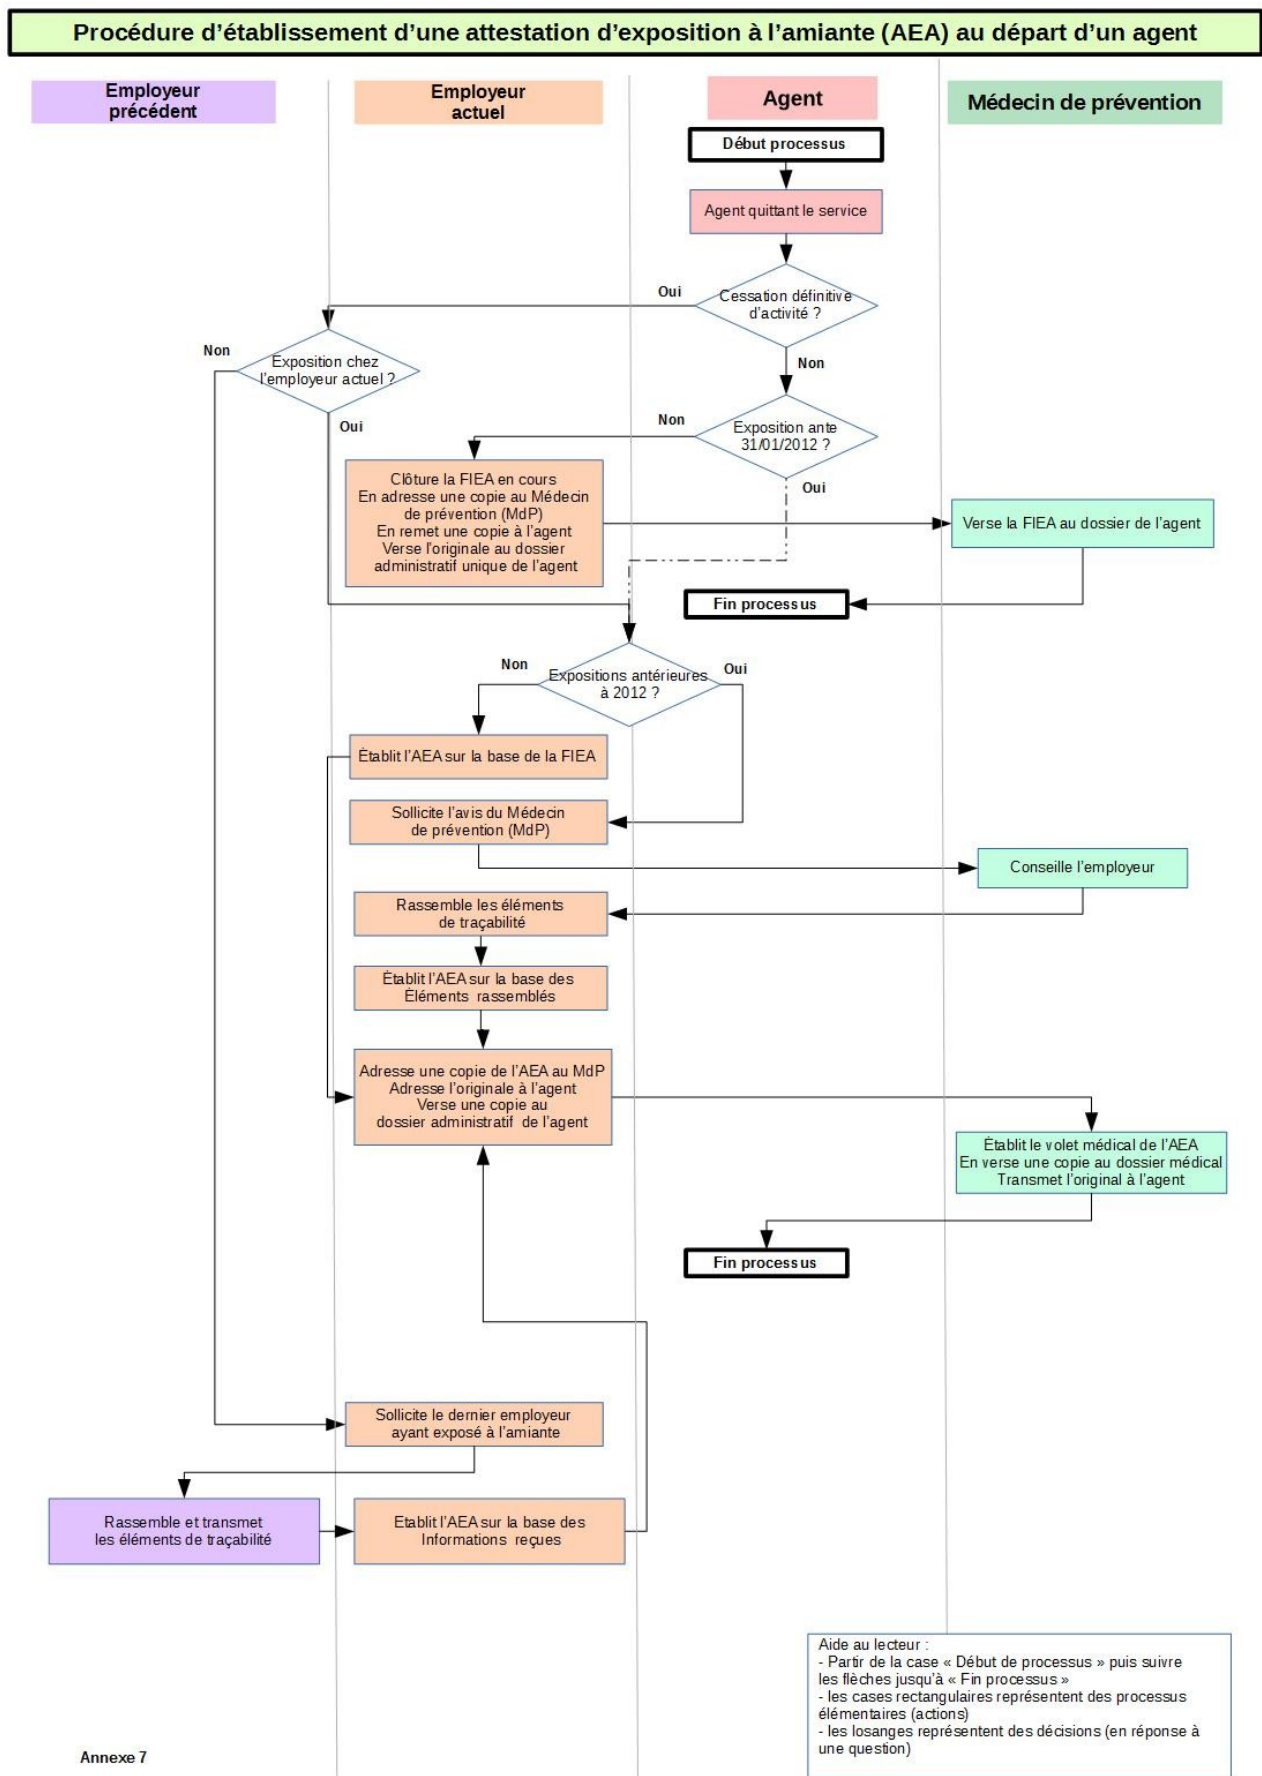 Procédure d'établissement d'une attestation d'exposition à l'amiante (AEA) au départ d'un agent
Employeur
précédent
Employeur
actuel
Agent
Médecin de prévention
Début processus
Agent quittant le service
Oui
Cessation définitive
d'activité ?
Non
Exposition chez
l'employeur actuel ?
Non
Oui
Non
Exposition ante
31/01/2012 ?
Oui
Clôture la FIEA en cours
En adresse une copie au Médecin
de prévention (MdP)
En remet une copie à l'agent
Verse l'originale au dossier
administratif unique de l'agent
Verse la FIEA au dossier de l'agent
Fin processus
Non
Expositions antérieures
à 2012 ?
Oui
Établit l'AEA sur la base de la FIEA
Sollicite l'avis du Médecin
de prévention (MdP)
Conseille l'employeur
Rassemble les éléments
de traçabilité
Établit l'AEA sur la base des
Éléments rassemblés
Adresse une copie de l'AEA au MdP
Adresse l'originale à l'agent
Verse une copie au
dossier administratif de l'agent
Établit le volet médical de l'AEA
En verse une copie au dossier médical
Transmet l'original à l'agent
Fin processus
Sollicite le dernier employeur
ayant exposé à l'amiante
Rassemble et transmet
les éléments de traçabilité
Etablit l'AEA sur la base des
Informations reçues
Aide au lecteur :
- Partir de la case « Début de processus » puis suivre
les flèches jusqu'à « Fin processus »
- les cases rectangulaires représentent des processus
élementaires (actions)
- les losanges représentent des décisions (en réponse à
une question)
Annexe 7